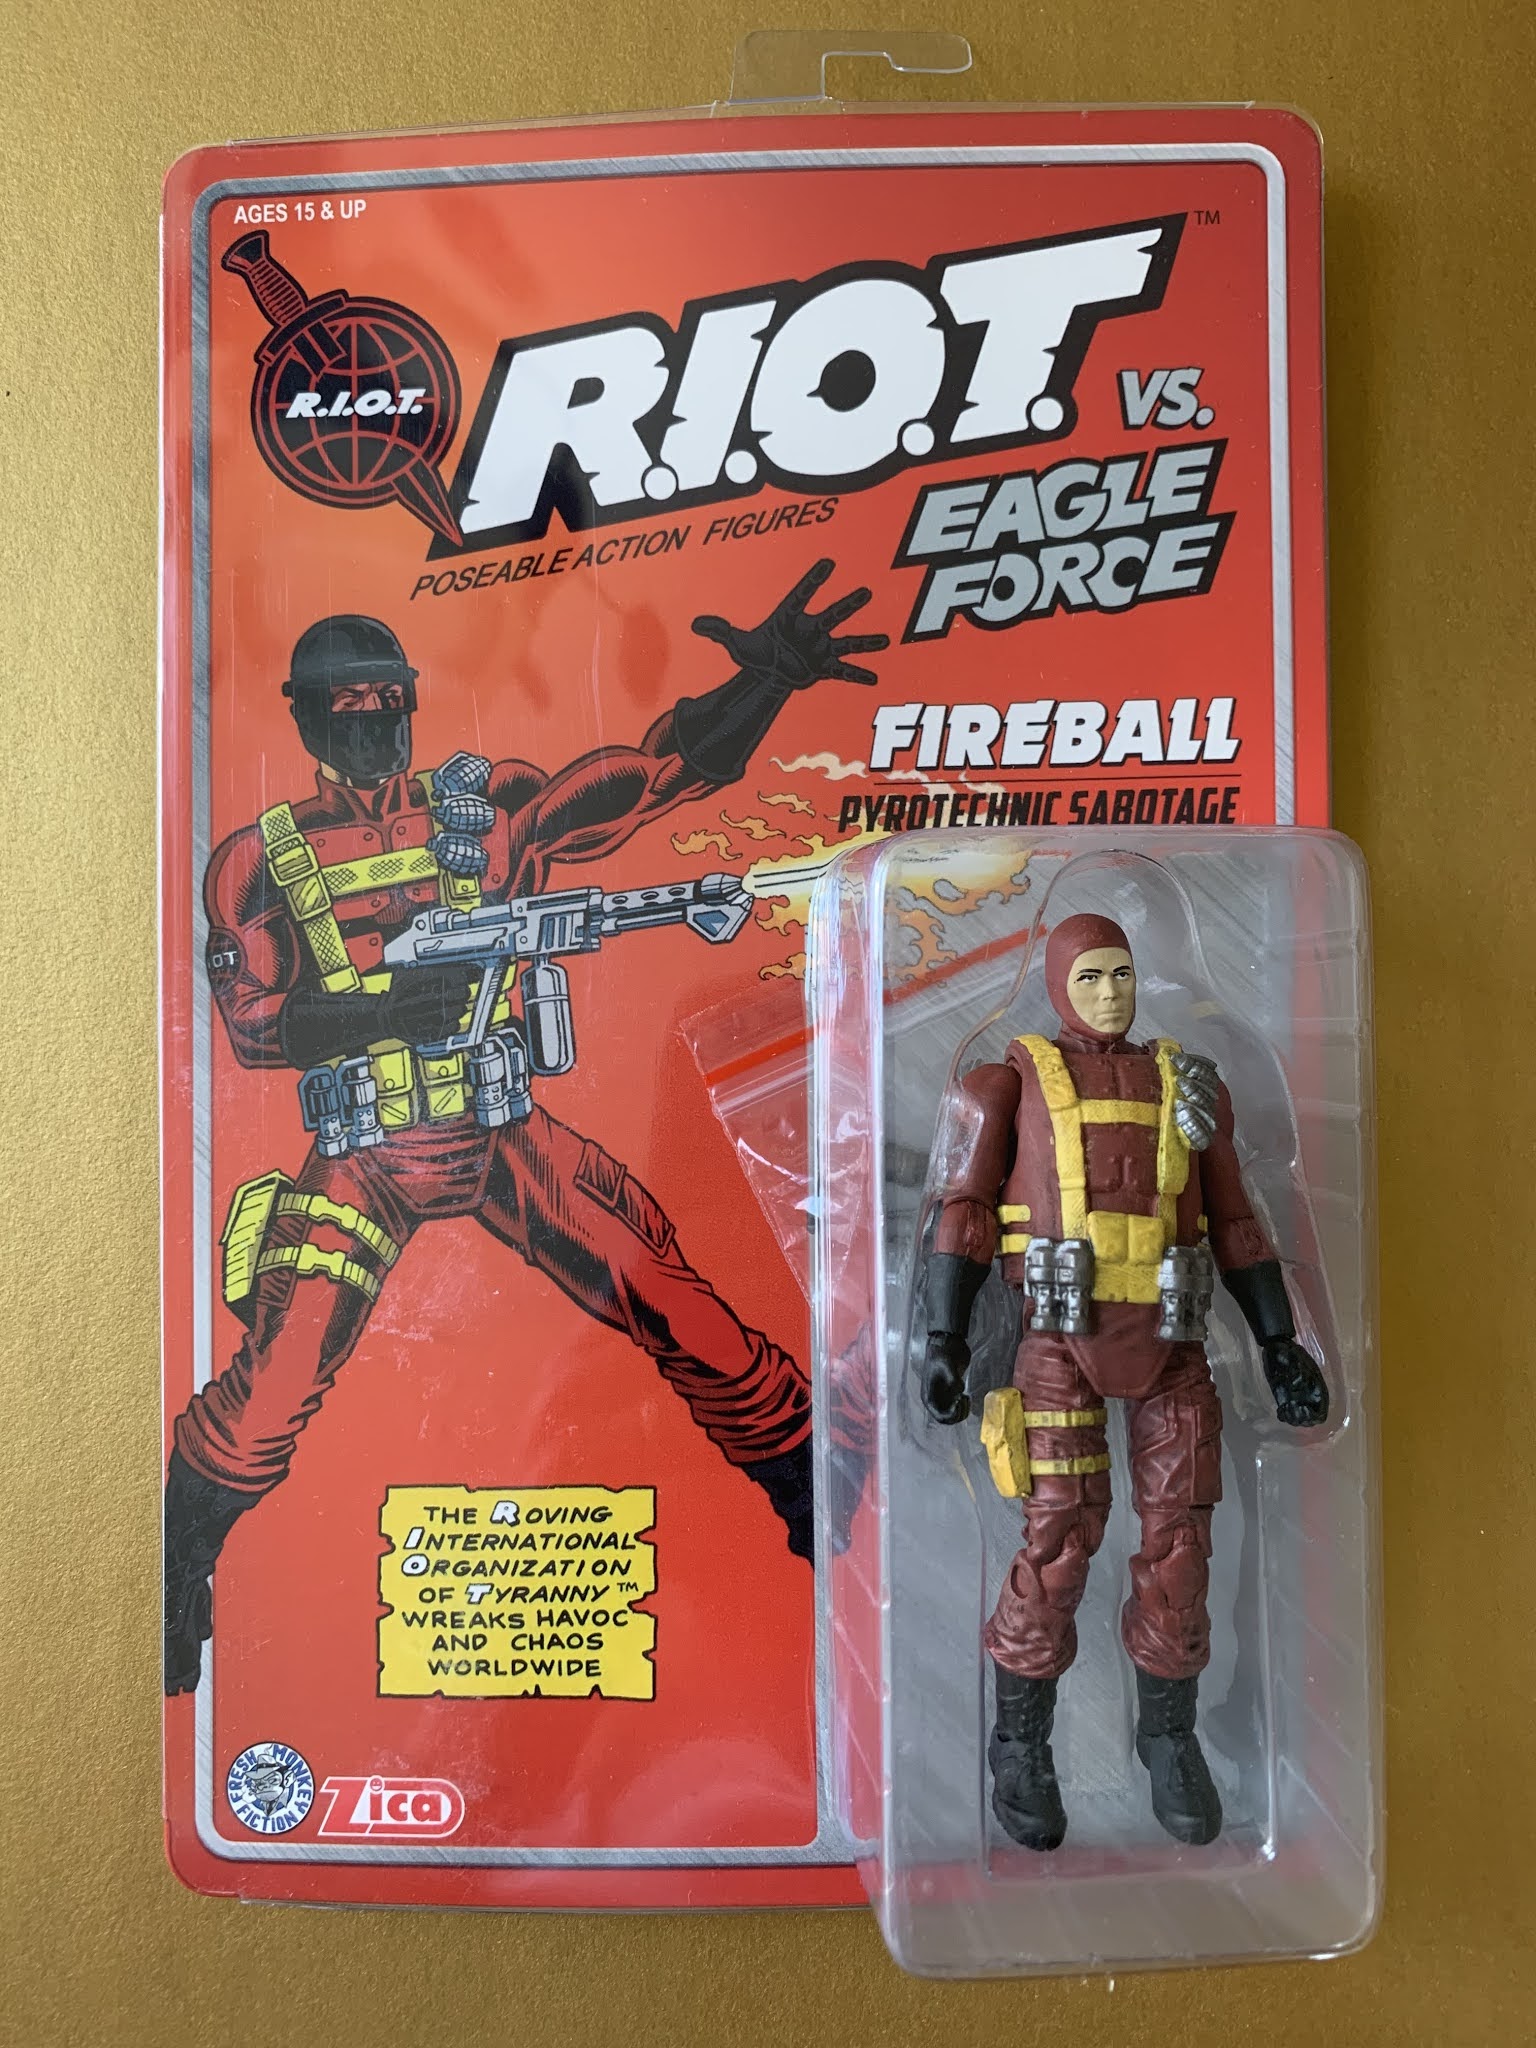 AGES 15 & UP
R.I.O.T.
R.I.O.T.
TM
VS.
EAGLE
FORCE
POSEABLE ACTION FIGURES
FIREBALL
PYROTECHNIC SABOTAGE
OT
THE ROVING
INTERNATIONAL
ORGANIZATION
OF TYRANNY™
WREAKS HAVOC
AND CHAOS
WORLDWIDE
FRESH MONKEY
FICTION
Zica